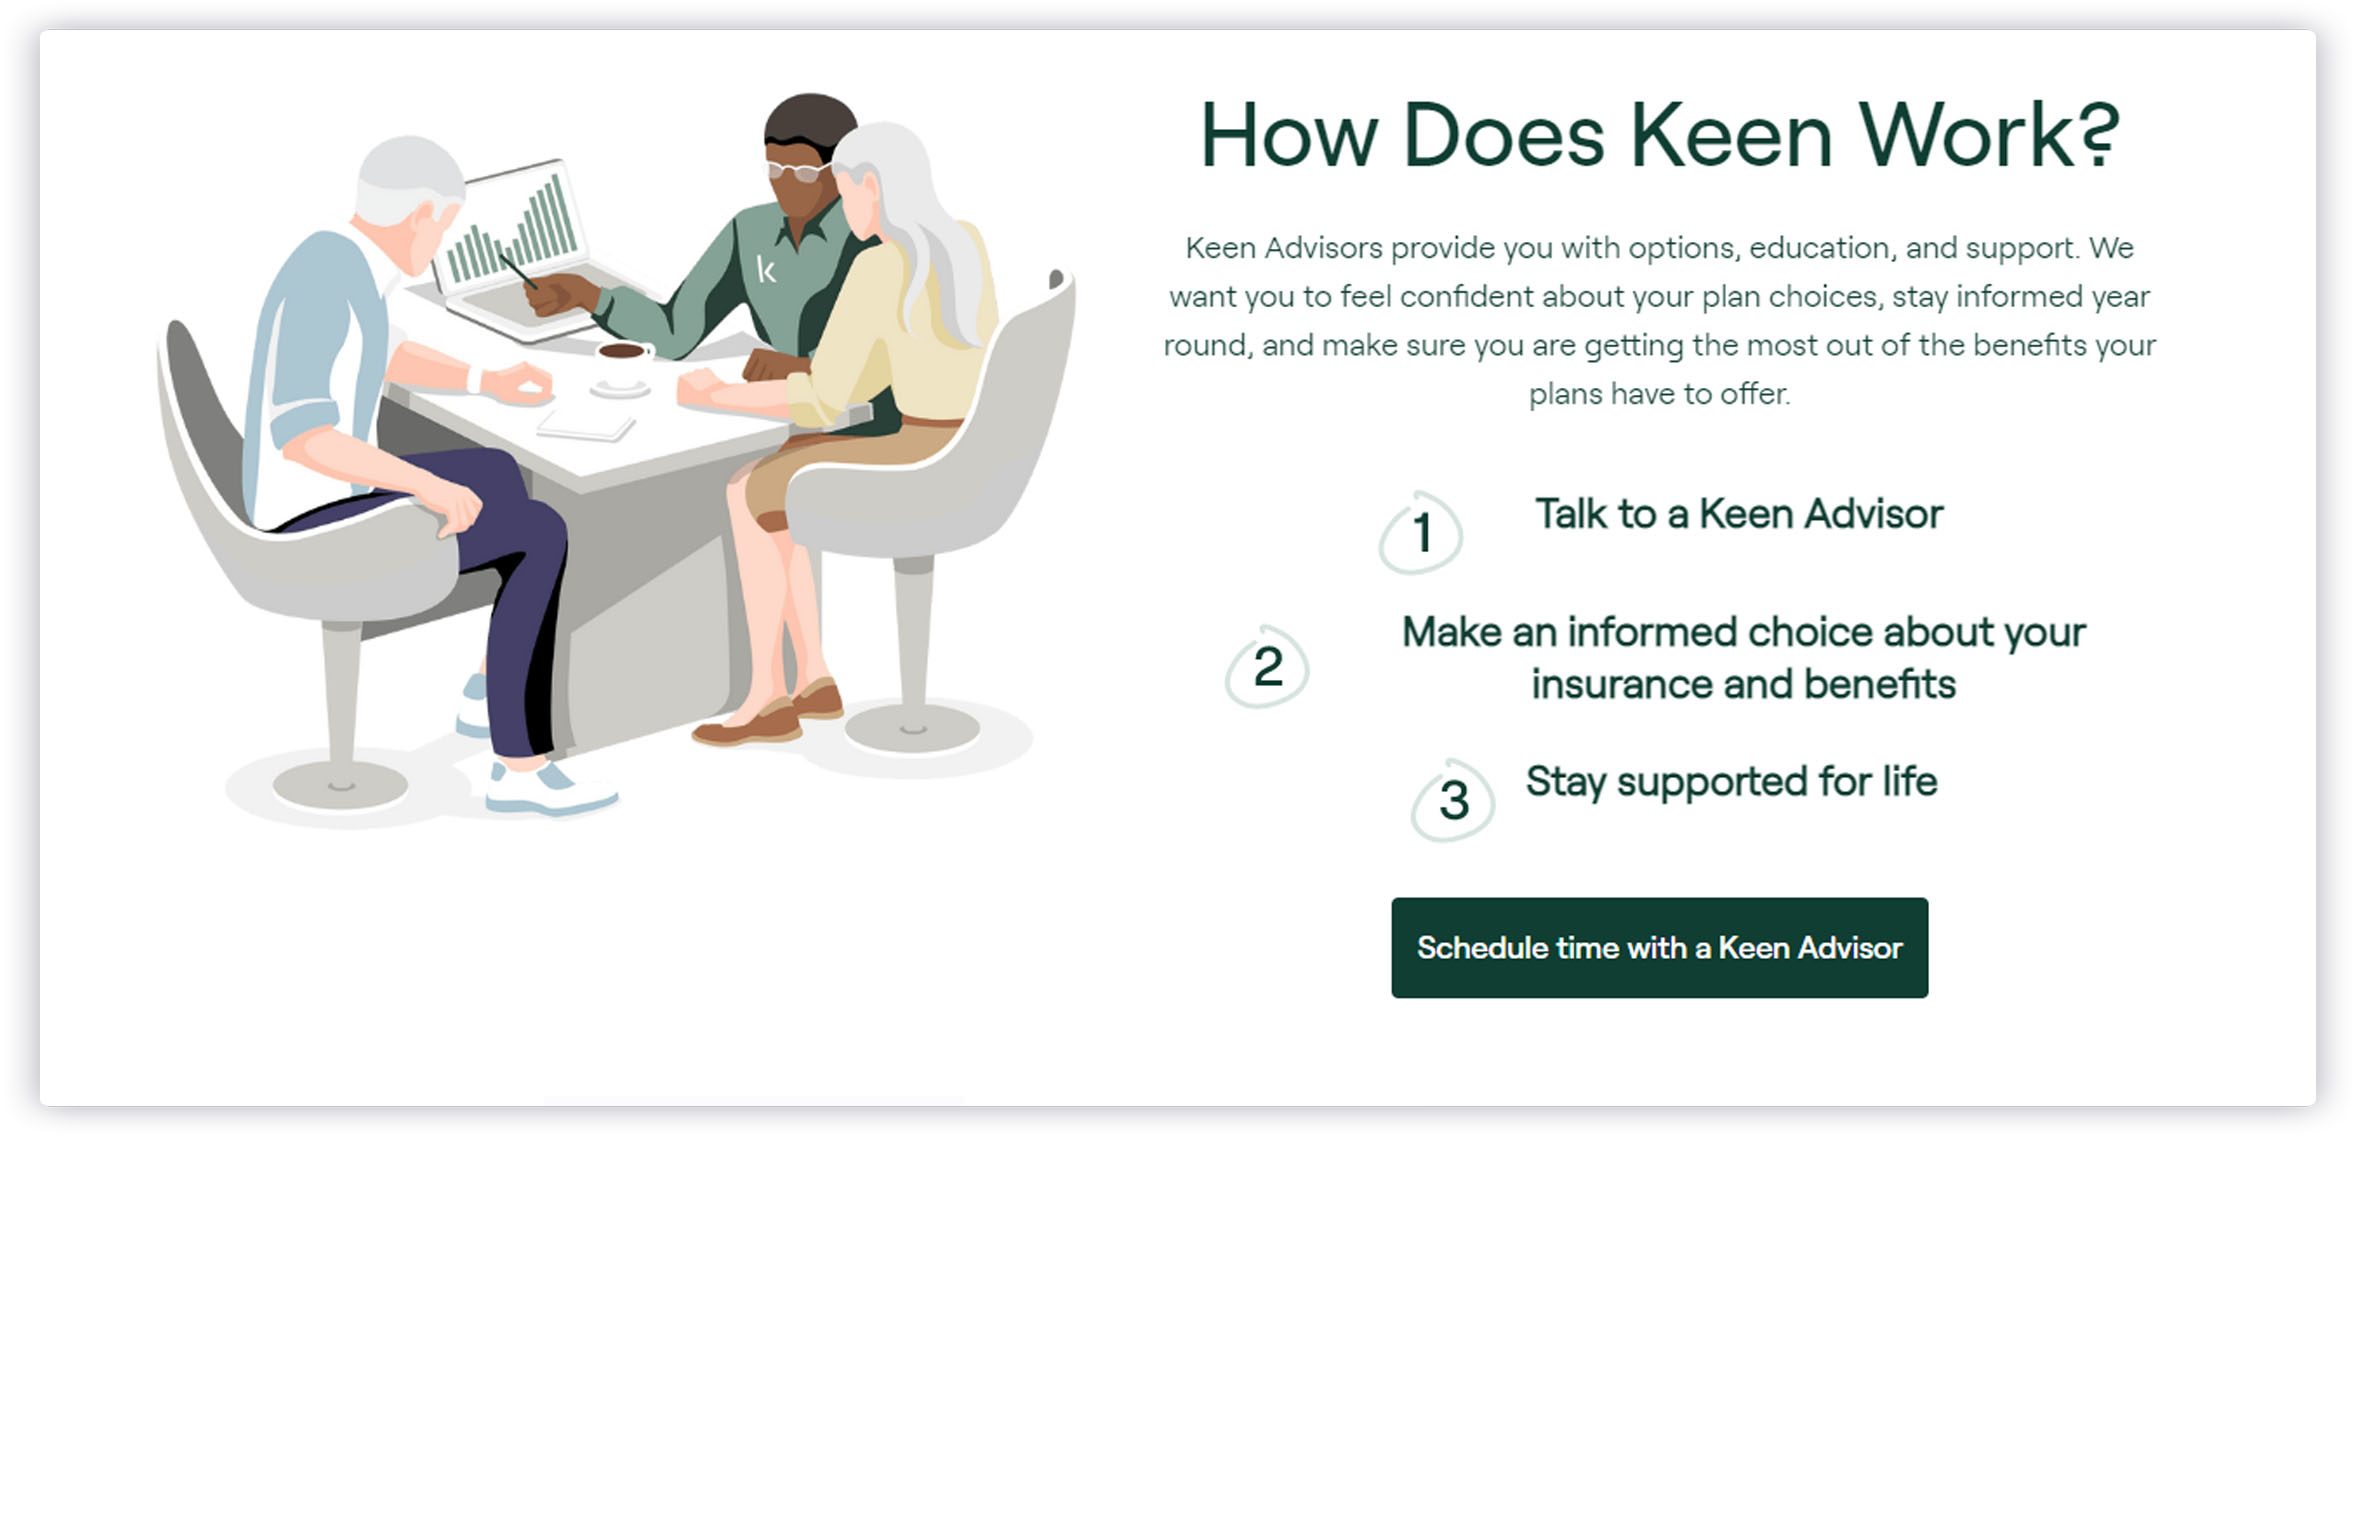 How Does Keen Work?
Keen Advisors provide you with options, education, and support. We
want you to feel confident about your plan choices, stay informed year
round, and make sure you are getting the most out of the benefits your
plans have to offer.
k
1 Talk to a Keen Advisor
2 Make an informed choice about your
insurance and benefits
3 Stay supported for life
Schedule time with a Keen Advisor